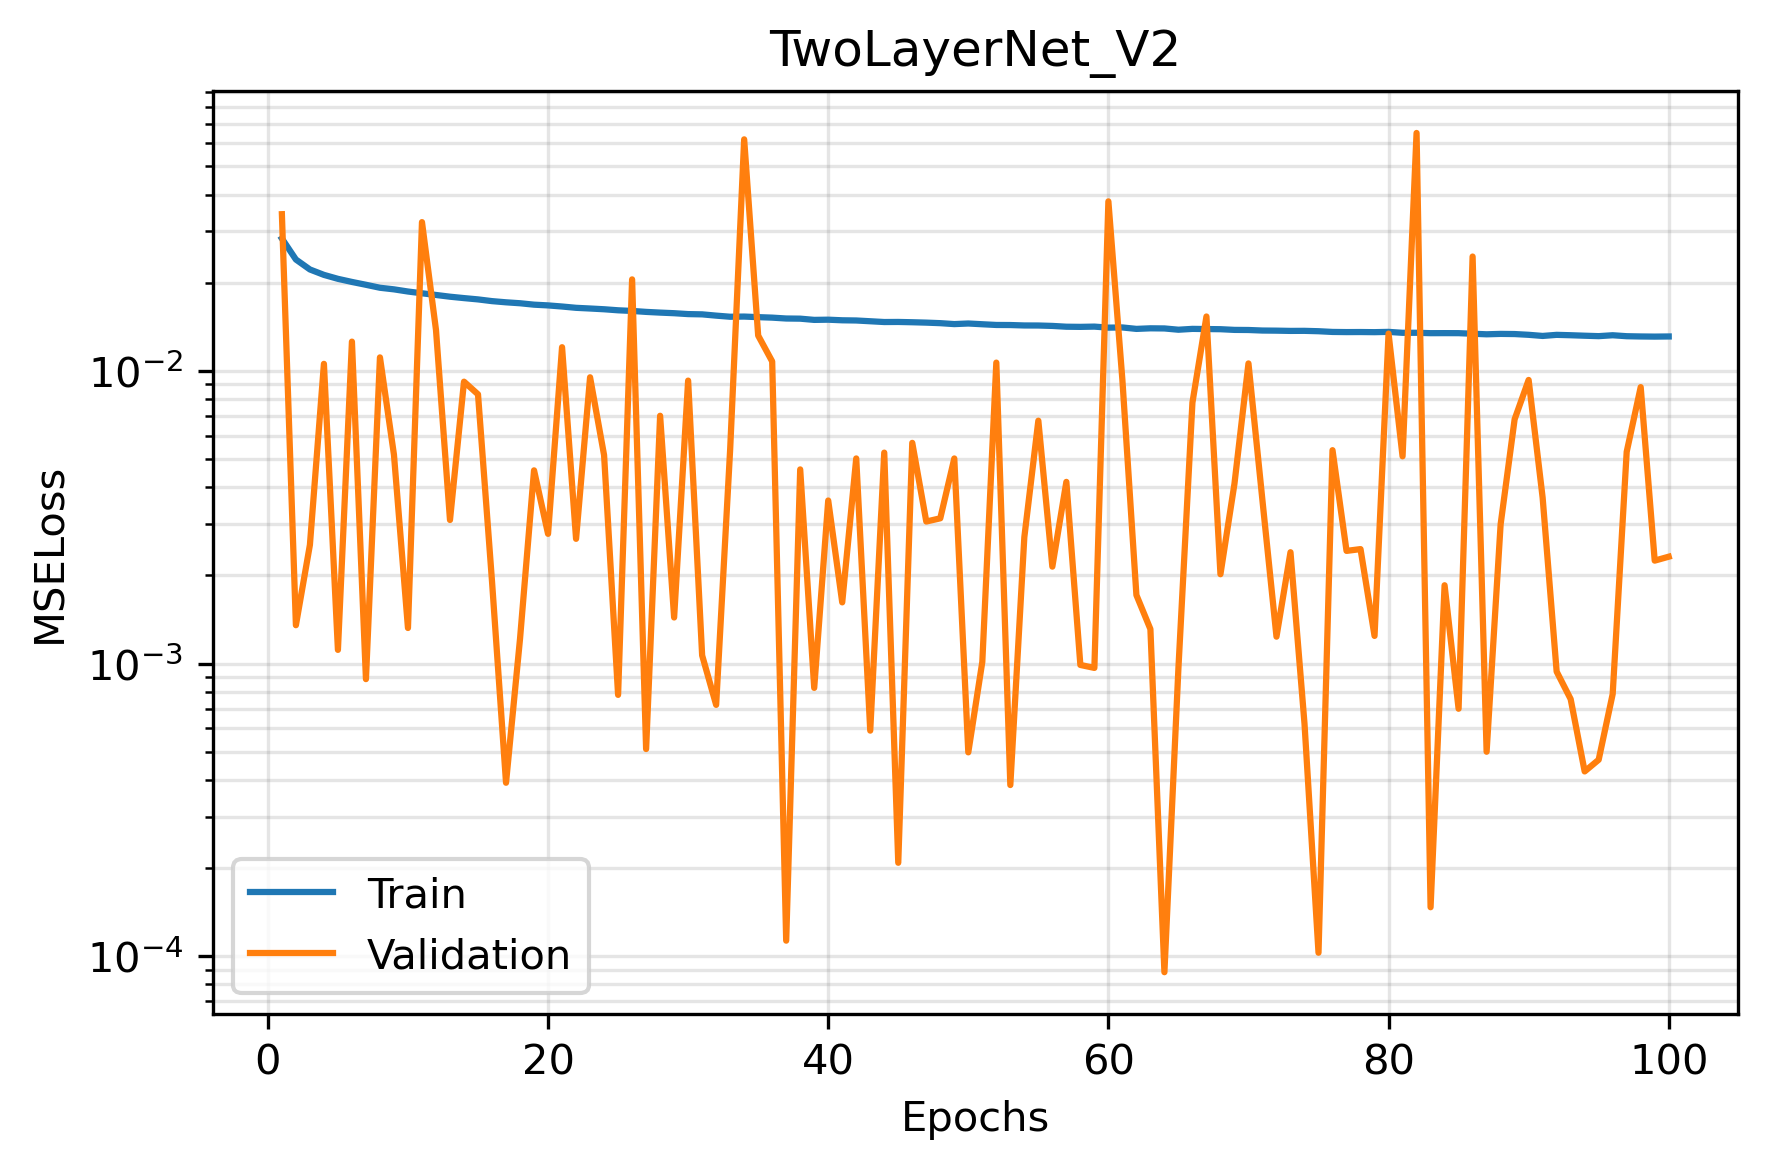 TwoLayerNet_V2
MSELoss
10⁻²
10⁻³
10⁻⁴
Train
Validation
0 20 40 60 80 100
Epochs